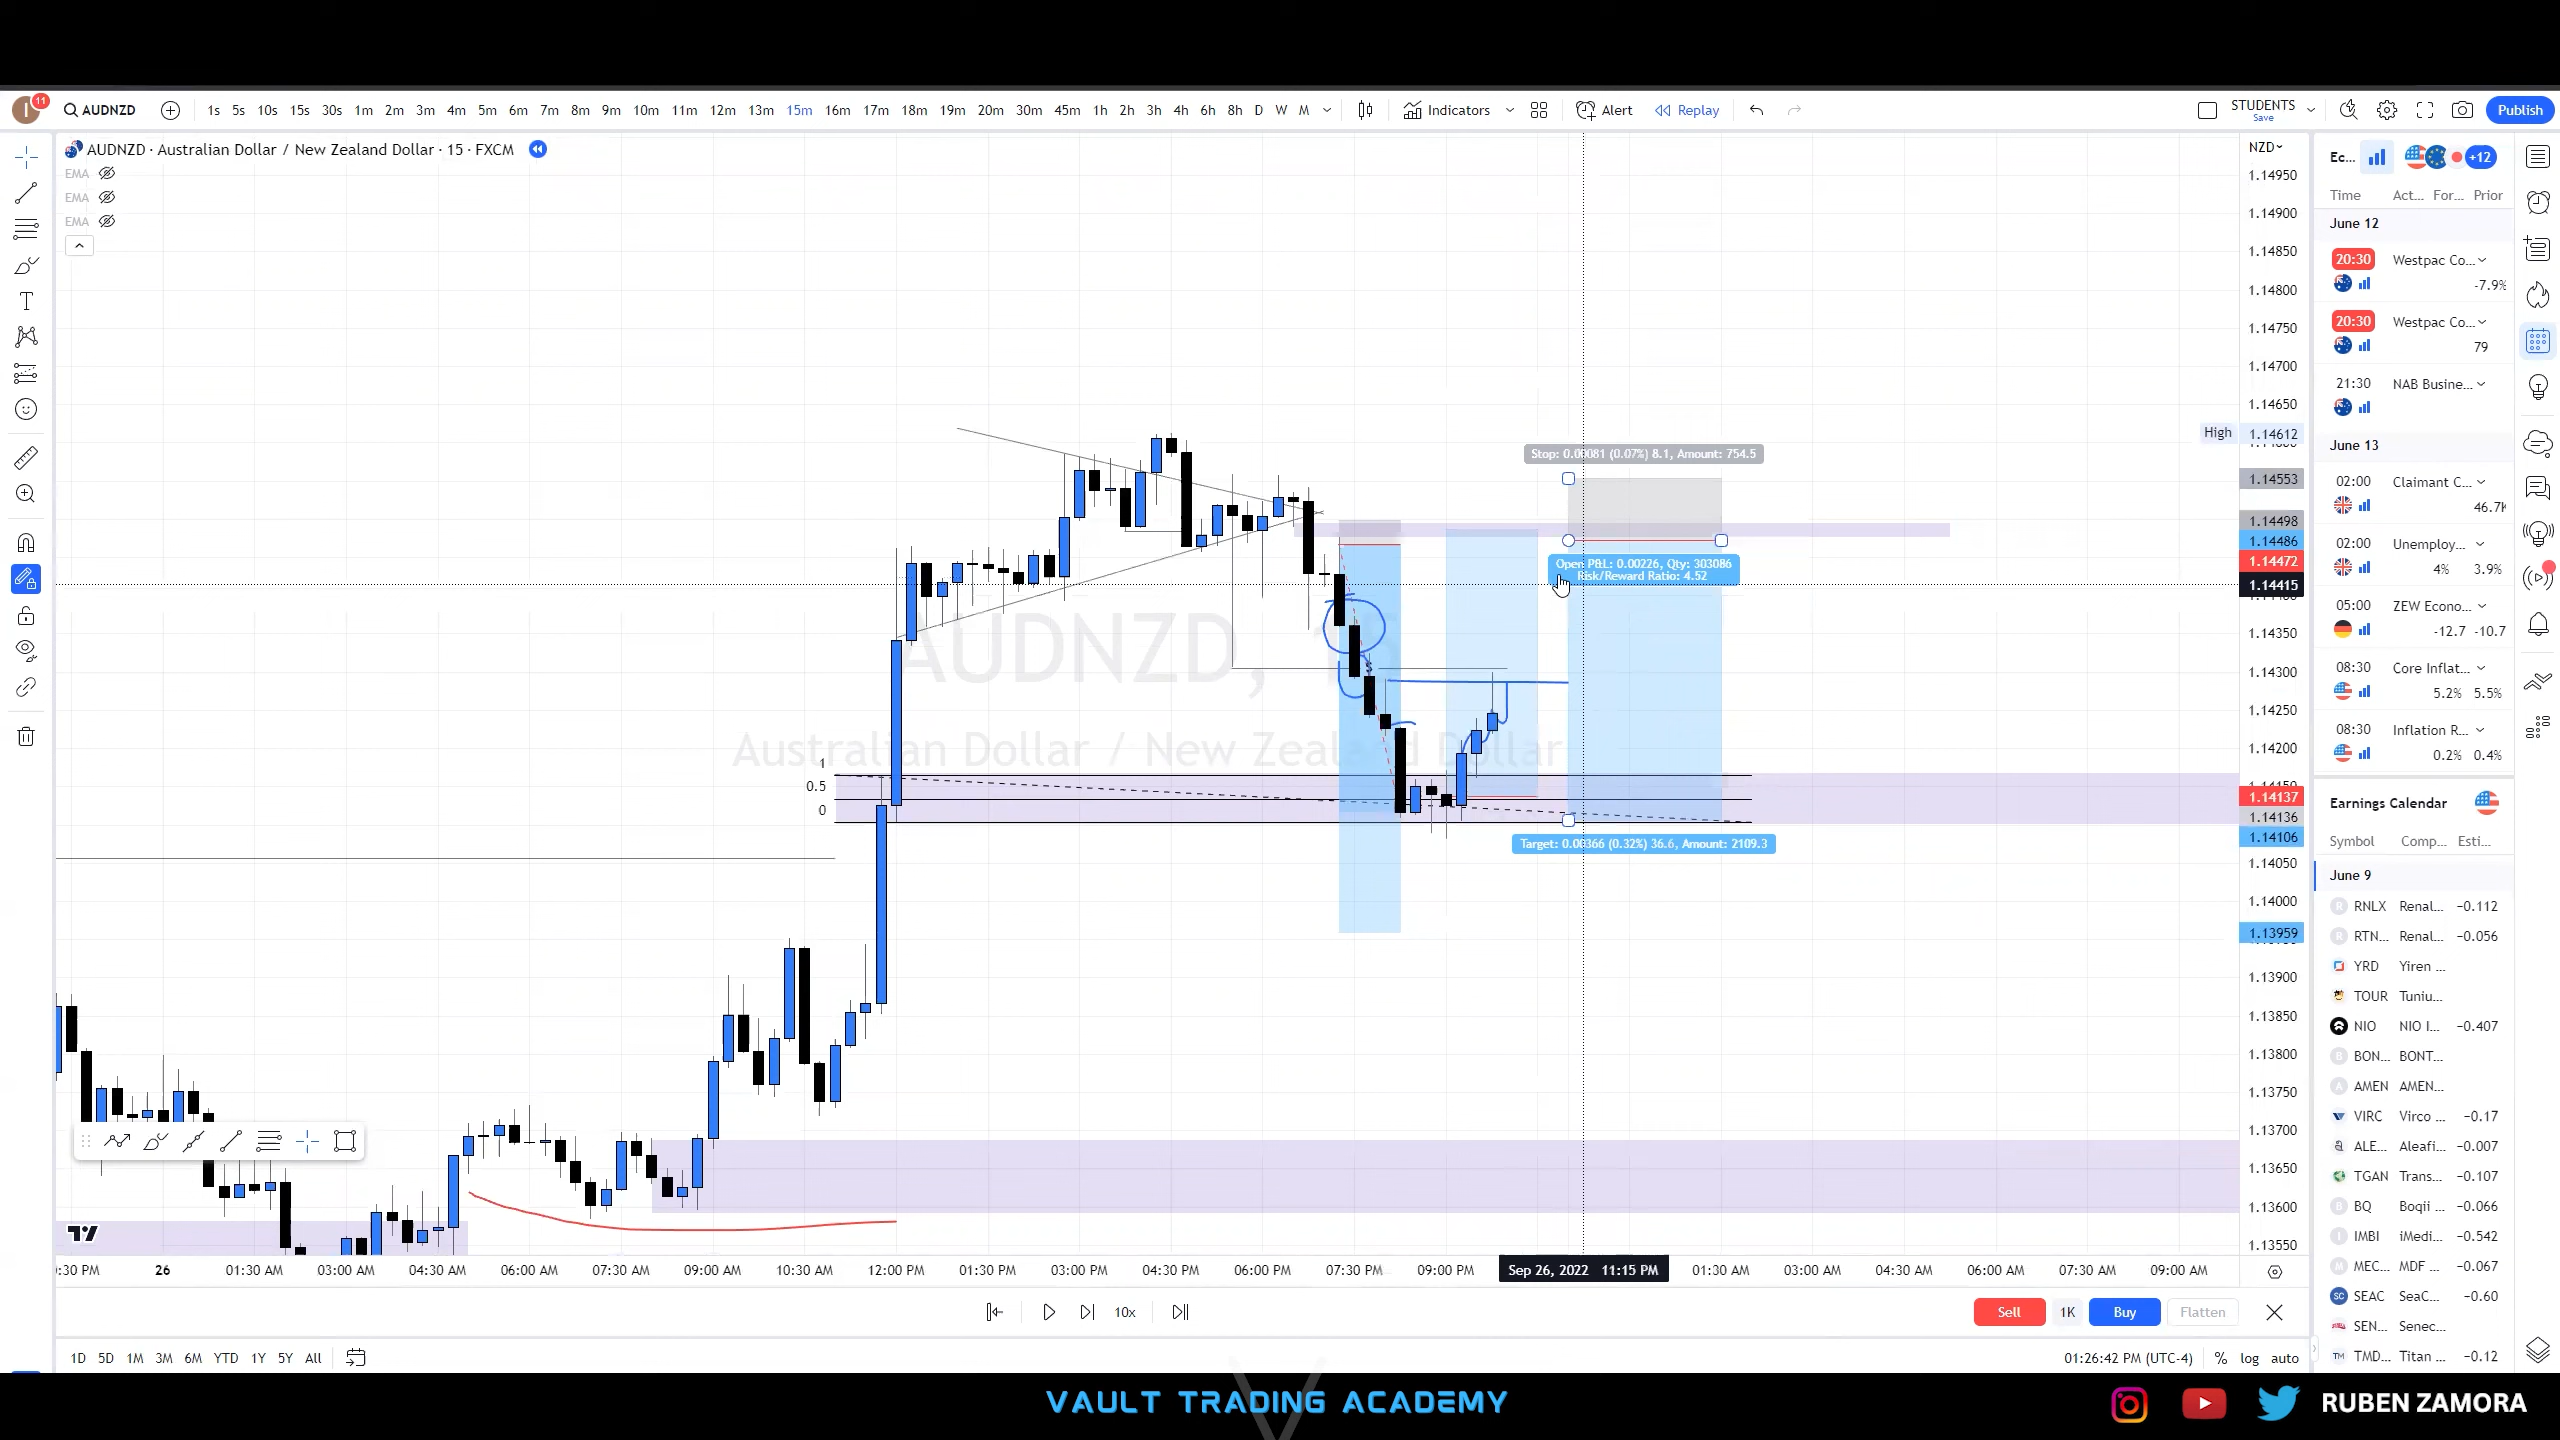 11
AUDNZD
1s 5s 10s 15s 30s 1m 2m 3m 4m 5m 6m 7m 8m 9m 10m 11m 12m 13m 15m 16m 17m 18m 19m 20m 30m 45m 1h 2h 3h 4h 6h 8h D W M
Indicators
Alert
Replay
STUDENTS
Save
Publish
AUDNZD · Australian Dollar / New Zealand Dollar · 15 · FXCM
EMA
EMA
EMA
AUDNZD, 15
Australian Dollar / New Zealand Dollar
Stop: 0.00081 (0.07%) 8.1, Amount: 754.5
Open P&L: 0.00226, Qty: 303086
Risk/Reward Ratio: 4.52
Target: 0.00366 (0.32%) 36.6, Amount: 2109.3
1
0.5
0
NZD
1.14950
1.14900
1.14850
1.14800
1.14750
1.14700
1.14650
High 1.14612
1.14553
1.14498
1.14486
1.14472
1.14415
1.14350
1.14300
1.14250
1.14200
1.14137
1.14136
1.14106
1.14050
1.14000
1.13959
1.13900
1.13850
1.13800
1.13750
1.13700
1.13650
1.13600
1.13550
:30 PM 26 01:30 AM 03:00 AM 04:30 AM 06:00 AM 07:30 AM 09:00 AM 10:30 AM 12:00 PM 01:30 PM 03:00 PM 04:30 PM 06:00 PM 07:30 PM 09:00 PM Sep 26, 2022 11:15 PM 01:30 AM 03:00 AM 04:30 AM 06:00 AM 07:30 AM 09:00 AM
10x
Sell 1K Buy Flatten
1D 5D 1M 3M 6M YTD 1Y 5Y All
01:26:42 PM (UTC-4) % log auto
Ec... +12
Time Act... For... Prior
June 12
20:30 Westpac Co...
-7.9%
20:30 Westpac Co...
79
21:30 NAB Busine...
June 13
02:00 Claimant C...
46.7K
02:00 Unemploy...
4% 3.9%
05:00 ZEW Econo...
-12.7 -10.7
08:30 Core Inflat...
5.2% 5.5%
08:30 Inflation R...
0.2% 0.4%
Earnings Calendar
Symbol Comp... Esti...
June 9
RNLX Renal... −0.112
RTN... Renal... −0.056
YRD Yiren ...
TOUR Tuniu...
NIO NIO I... −0.407
BON... BONT...
AMEN AMEN...
VIRC Virco ... −0.17
ALE... Aleafi... −0.007
TGAN Trans... −0.107
BQ Boqii ... −0.066
IMBI iMedi... −0.542
MEC... MDF ... −0.067
SEAC SeaC... −0.60
SEN... Senec...
TMD... Titan ... −0.12
VAULT TRADING ACADEMY
RUBEN ZAMORA